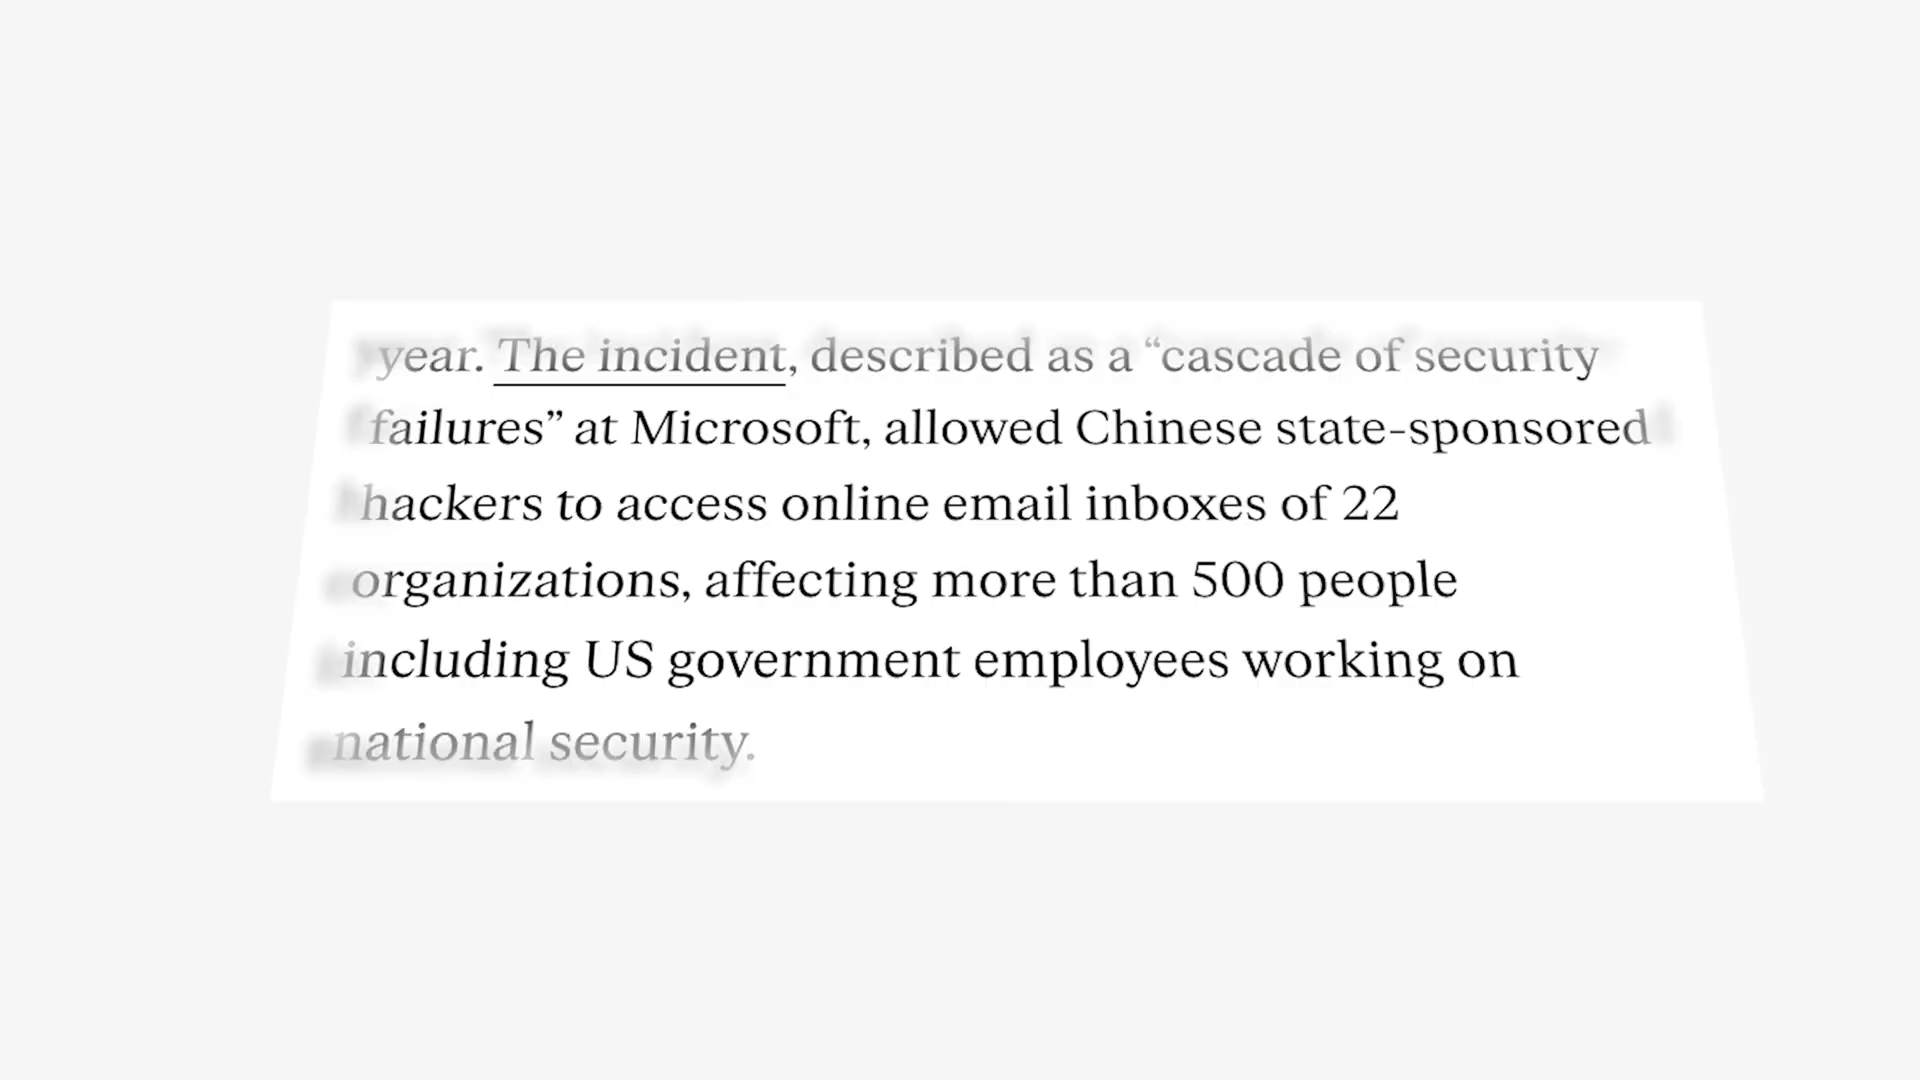 year. The incident, described as a “cascade of security
failures” at Microsoft, allowed Chinese state-sponsored
hackers to access online email inboxes of 22
organizations, affecting more than 500 people
including US government employees working on
national security.